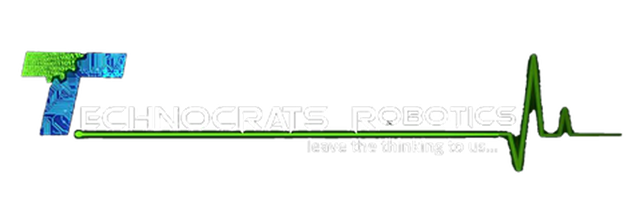 TECHNOCRATS ROBOTICS
leave the thinking to us...